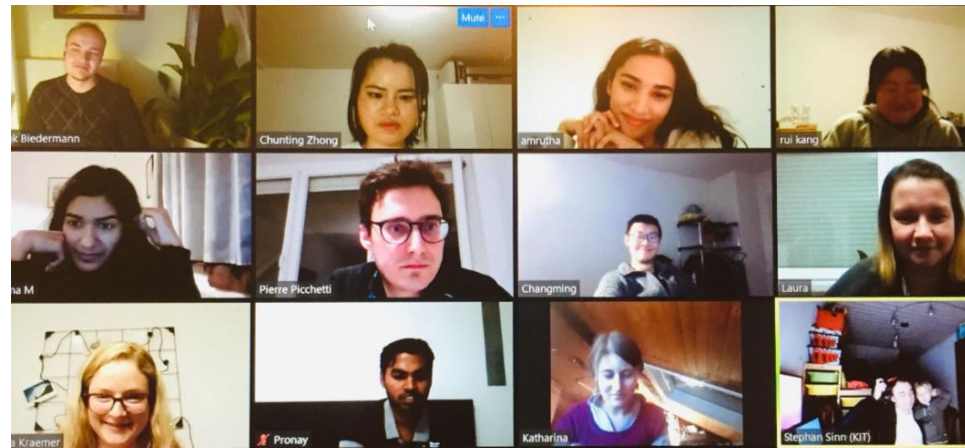 Mute ...
k Biedermann
Chunting Zhong
amrutha
rui kang
na M
Pierre Picchetti
Changming
Laura
a Kraemer
Pronay
Katharina
Stephan Sinn (KIT)